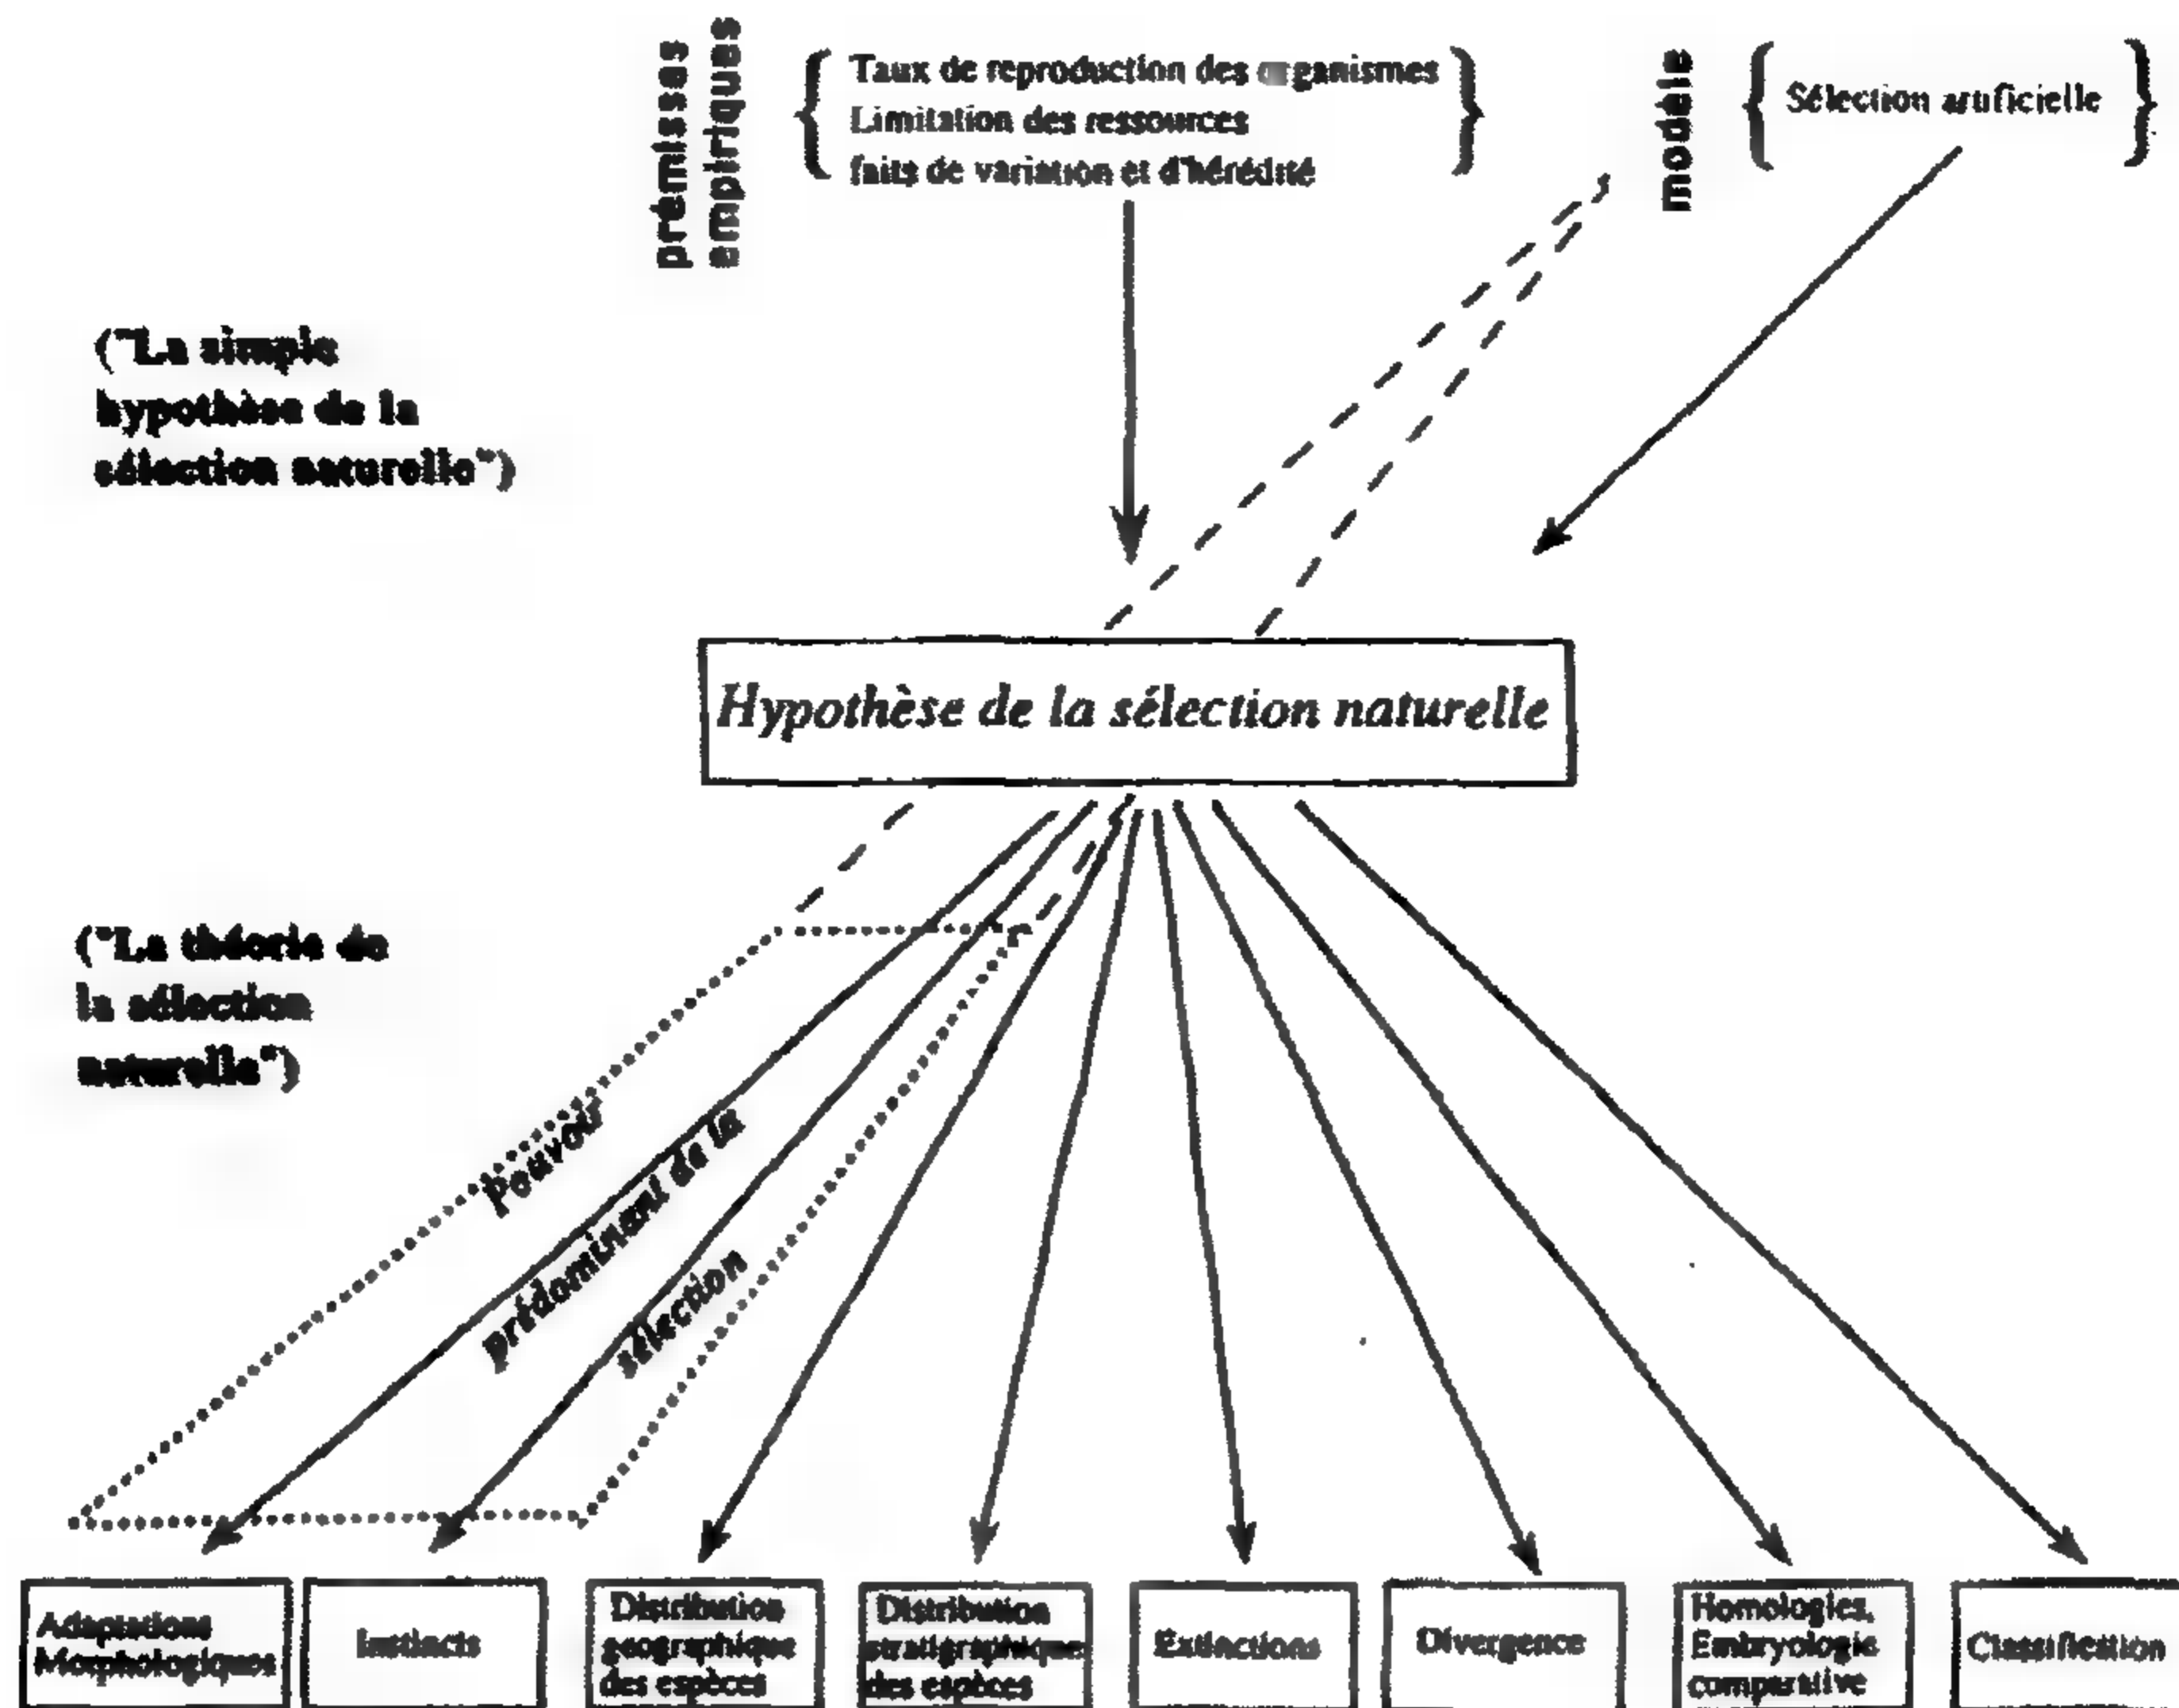 prémisses
empiriques
Taux de reproduction des organismes
Limitation des ressources
faits de variation et d'hérédité
modèle
Sélection artificielle
("La simple
hypothèse de la
sélection naturelle")
Hypothèse de la sélection naturelle
("La théorie de
la sélection
naturelle")
Pouvoir
prédominant de la
sélection
Adaptations
Morphologiques
Instincts
Distribution
géographique
des espèces
Distribution
stratigraphique
des espèces
Extinctions
Divergence
Homologies,
Embryologie
comparative
Classification